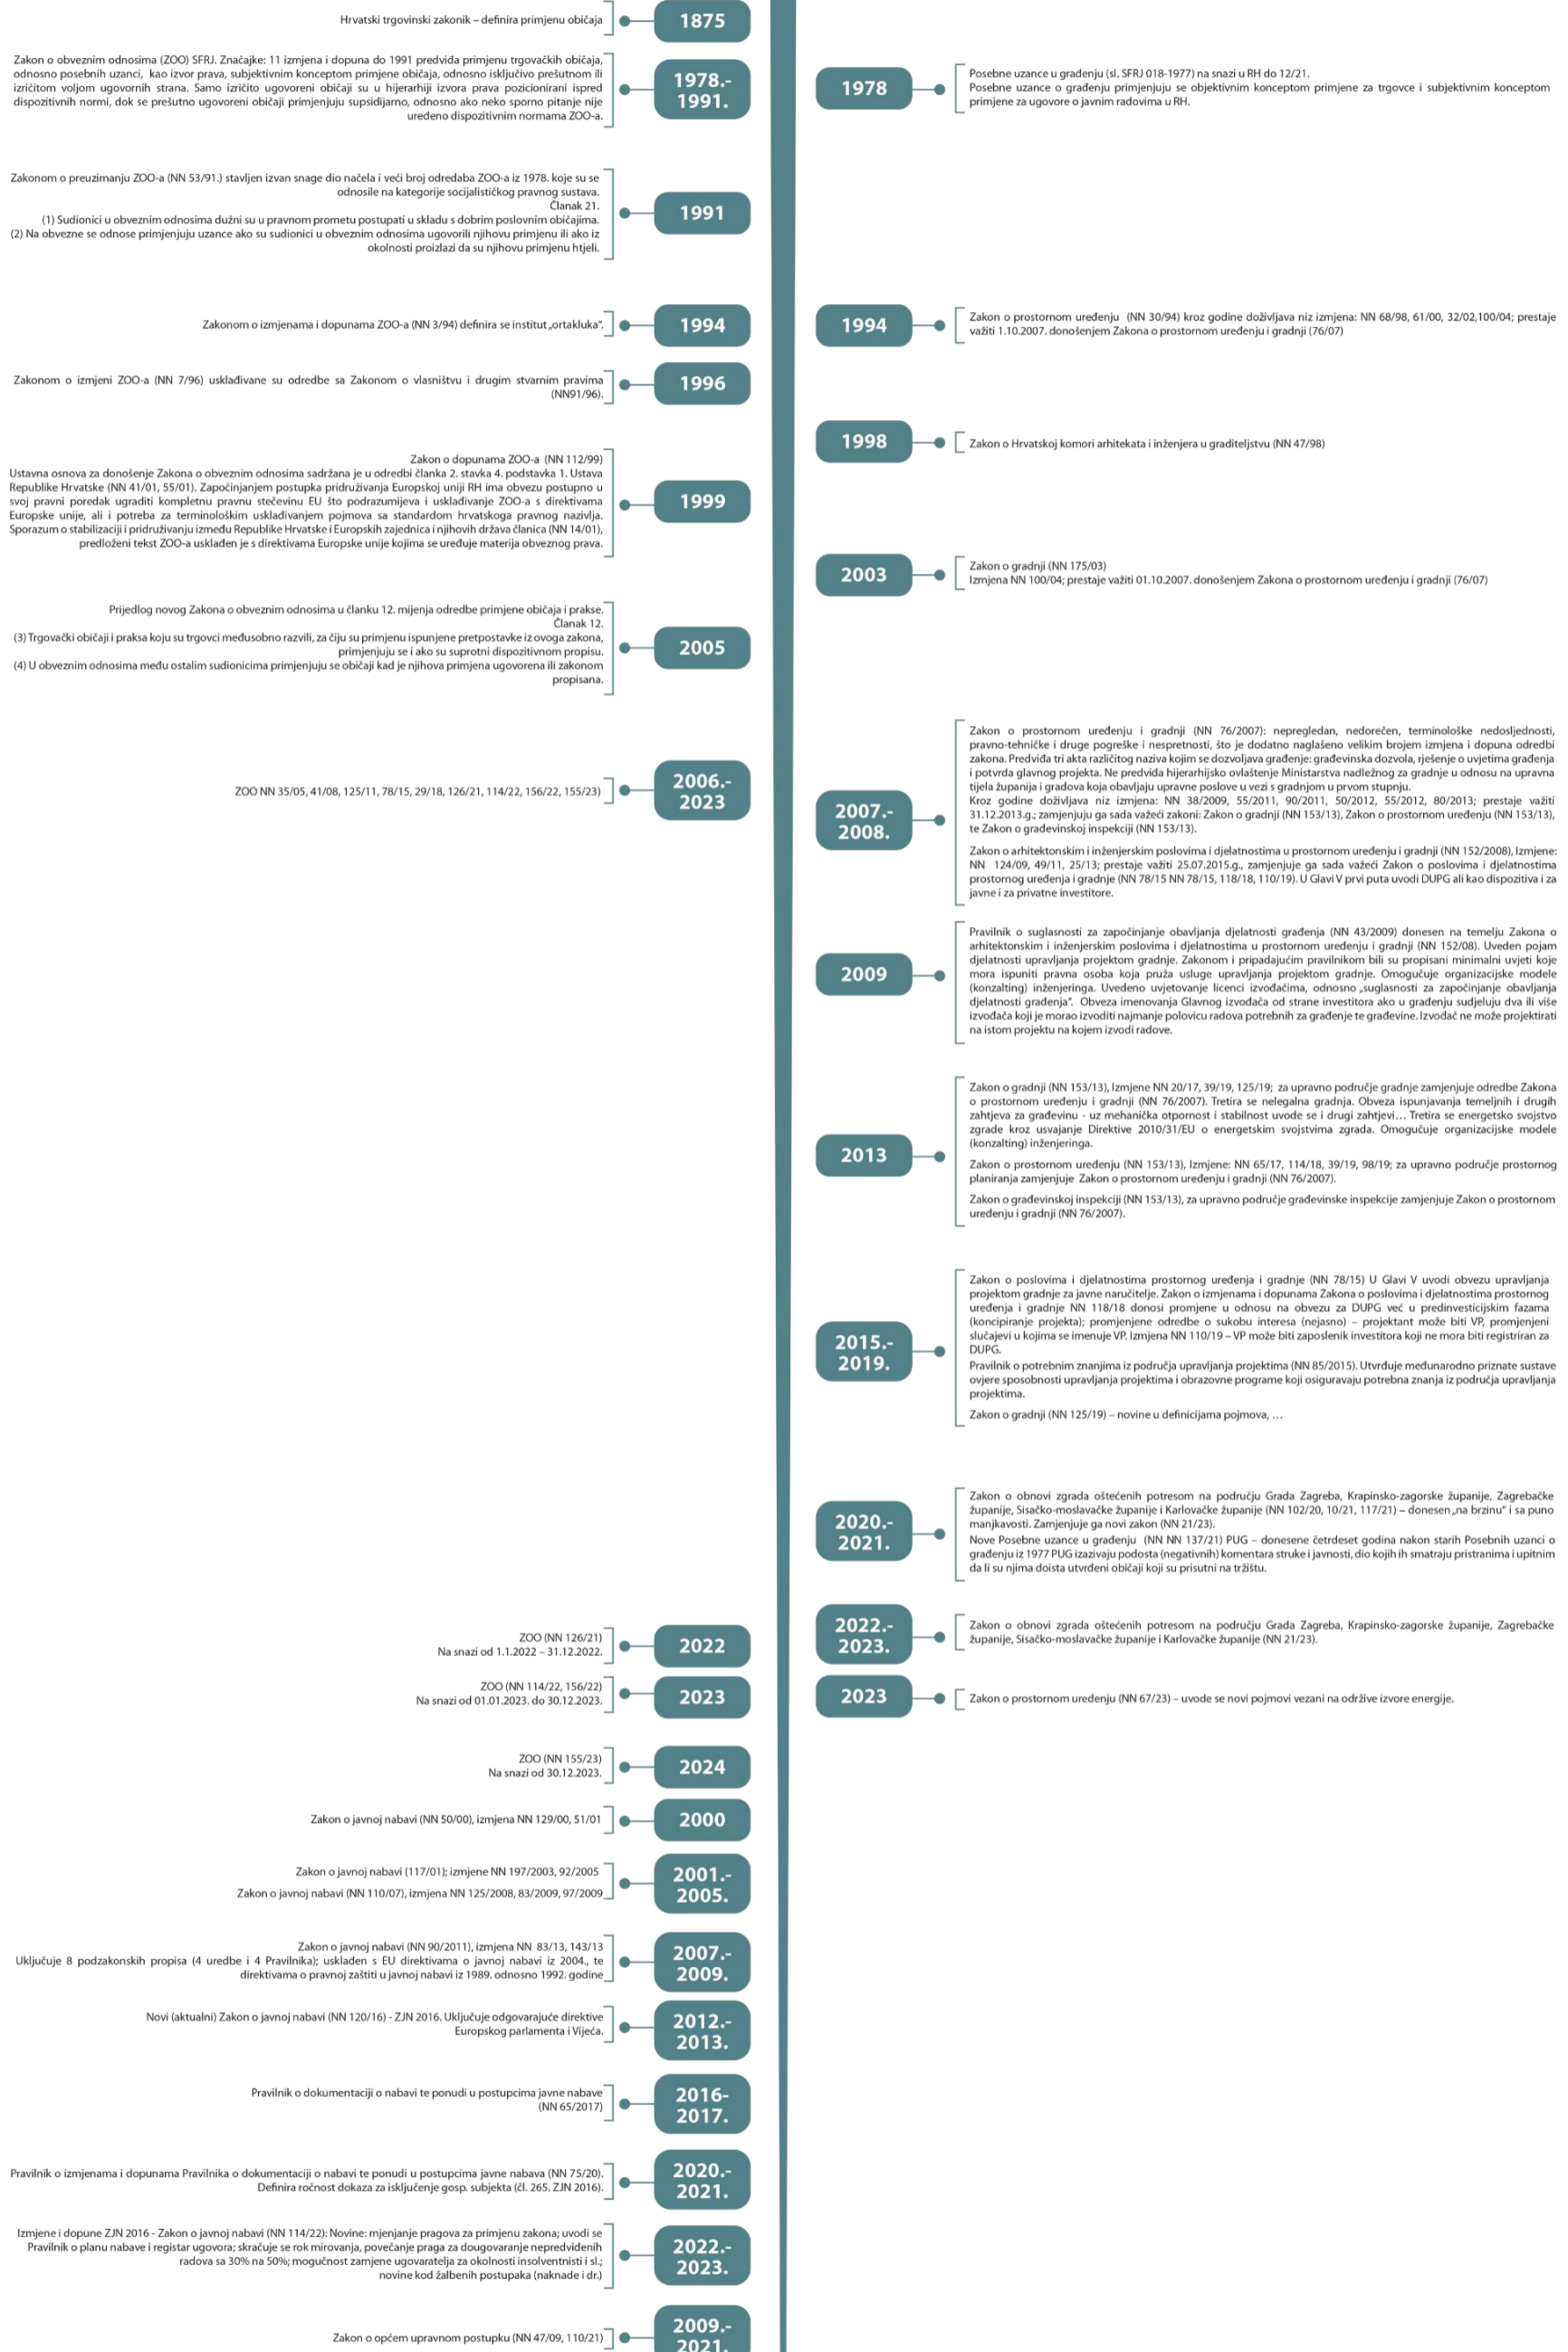 Hrvatski trgovinski zakonik – definira primjenu običaja
1875
Zakon o obveznim odnosima (ZOO) SFRJ. Značajke: 11 izmjena i dopuna do 1991 predviđa primjenu trgovačkih običaja,
odnosno posebnih uzanci, kao izvor prava, subjektivnim konceptom primjene običaja, odnosno isključivo prešutnom ili
izričitom voljom ugovornih strana. Samo izričito ugovoreni običaji su u hijerarhiji izvora prava pozicionirani ispred
dispozitivnih normi, dok se prešutno ugovoreni običaji primjenjuju supsidijarno, odnosno ako neko sporno pitanje nije
uređeno dispozitivnim normama ZOO-a.
1978.-
1991.
1978
Posebne uzance u građenju (sl. SFRJ 018-1977) na snazi u RH do 12/21.
Posebne uzance o građenju primjenjuju se objektivnim konceptom primjene za trgovce i subjektivnim konceptom
primjene za ugovore o javnim radovima u RH.
Zakonom o preuzimanju ZOO-a (NN 53/91.) stavljen izvan snage dio načela i veći broj odredaba ZOO-a iz 1978. koje su se
odnosile na kategorije socijalističkog pravnog sustava.
Članak 21.
(1) Sudionici u obveznim odnosima dužni su u pravnom prometu postupati u skladu s dobrim poslovnim običajima.
(2) Na obvezne se odnose primjenjuju uzance ako su sudionici u obveznim odnosima ugovorili njihovu primjenu ili ako iz
okolnosti proizlazi da su njihovu primjenu htjeli.
1991
Zakonom o izmjenama i dopunama ZOO-a (NN 3/94) definira se institut „ortakluka“.
1994
1994
Zakon o prostornom uređenju (NN 30/94) kroz godine doživljava niz izmjena: NN 68/98, 61/00, 32/02,100/04; prestaje
važiti 1.10.2007. donošenjem Zakona o prostornom uređenju i gradnji (76/07)
Zakonom o izmjeni ZOO-a (NN 7/96) usklađivane su odredbe sa Zakonom o vlasništvu i drugim stvarnim pravima
(NN91/96).
1996
1998
Zakon o Hrvatskoj komori arhitekata i inženjera u graditeljstvu (NN 47/98)
Zakon o dopunama ZOO-a (NN 112/99)
Ustavna osnova za donošenje Zakona o obveznim odnosima sadržana je u odredbi članka 2. stavka 4. podstavka 1. Ustava
Republike Hrvatske (NN 41/01, 55/01). Započinjanjem postupka pridruživanja Europskoj uniji RH ima obvezu postupno u
svoj pravni poredak ugraditi kompletnu pravnu stečevinu EU što podrazumijeva i usklađivanje ZOO-a s direktivama
Europske unije, ali i potreba za terminološkim usklađivanjem pojmova sa standardom hrvatskoga pravnog nazivlja.
Sporazum o stabilizaciji i pridruživanju između Republike Hrvatske i Europskih zajednica i njihovih država članica (NN 14/01),
predloženi tekst ZOO-a usklađen je s direktivama Europske unije kojima se uređuje materija obveznog prava.
1999
2003
Zakon o gradnji (NN 175/03)
Izmjena NN 100/04; prestaje važiti 01.10.2007. donošenjem Zakona o prostornom uređenju i gradnji (76/07)
Prijedlog novog Zakona o obveznim odnosima u članku 12. mijenja odredbe primjene običaja i prakse.
Članak 12.
(3) Trgovački običaji i praksa koju su trgovci međusobno razvili, za čiju su primjenu ispunjene pretpostavke iz ovoga zakona,
primjenjuju se i ako su suprotni dispozitivnom propisu.
(4) U obveznim odnosima među ostalim sudionicima primjenjuju se običaji kad je njihova primjena ugovorena ili zakonom
propisana.
2005
ZOO NN 35/05, 41/08, 125/11, 78/15, 29/18, 126/21, 114/22, 156/22, 155/23)
2006.-
2023
2007.-
2008.
Zakon o prostornom uređenju i gradnji (NN 76/2007): nepregledan, nedorečen, terminološke nedosljednosti,
pravno-tehničke i druge pogreške i nespretnosti, što je dodatno naglašeno velikim brojem izmjena i dopuna odredbi
zakona. Predviđa tri akta različitog naziva kojim se dozvoljava građenje: građevinska dozvola, rješenje o uvjetima građenja
i potvrda glavnog projekta. Ne predviđa hijerarhijsko ovlaštenje Ministarstva nadležnog za gradnje u odnosu na upravna
tijela županija i gradova koja obavljaju upravne poslove u vezi s gradnjom u prvom stupnju.
Kroz godine doživljava niz izmjena: NN 38/2009, 55/2011, 90/2011, 50/2012, 55/2012, 80/2013; prestaje važiti
31.12.2013.g.; zamjenjuju ga sada važeći zakoni: Zakon o gradnji (NN 153/13), Zakon o prostornom uređenju (NN 153/13),
te Zakon o građevinskoj inspekciji (NN 153/13).
Zakon o arhitektonskim i inženjerskim poslovima i djelatnostima u prostornom uređenju i gradnji (NN 152/2008), Izmjene:
NN 124/09, 49/11, 25/13; prestaje važiti 25.07.2015.g., zamjenjuje ga sada važeći Zakon o poslovima i djelatnostima
prostornog uređenja i gradnje (NN 78/15 NN 78/15, 118/18, 110/19). U Glavi V prvi puta uvodi DUPG ali kao dispozitiva i za
javne i za privatne investitore.
2009
Pravilnik o suglasnosti za započinjanje obavljanja djelatnosti građenja (NN 43/2009) donesen na temelju Zakona o
arhitektonskim i inženjerskim poslovima i djelatnostima u prostornom uređenju i gradnji (NN 152/08). Uveden pojam
djelatnosti upravljanja projektom gradnje. Zakonom i pripadajućim pravilnikom bili su propisani minimalni uvjeti koje
mora ispuniti pravna osoba koja pruža usluge upravljanja projektom gradnje. Omogućuje organizacijske modele
(konzalting) inženjeringa. Uvedeno uvjetovanje licenci izvođačima, odnosno „suglasnosti za započinjanje obavljanja
djelatnosti građenja“. Obveza imenovanja Glavnog izvođača od strane investitora ako u građenju sudjeluju dva ili više
izvođača koji je morao izvoditi najmanje polovicu radova potrebnih za građenje te građevine. Izvođač ne može projektirati
na istom projektu na kojem izvodi radove.
2013
Zakon o gradnji (NN 153/13), Izmjene NN 20/17, 39/19, 125/19; za upravno područje gradnje zamjenjuje odredbe Zakona
o prostornom uređenju i gradnji (NN 76/2007). Tretira se nelegalna gradnja. Obveza ispunjavanja temeljnih i drugih
zahtjeva za građevinu - uz mehanička otpornost i stabilnost uvode se i drugi zahtjevi… Tretira se energetsko svojstvo
zgrade kroz usvajanje Direktive 2010/31/EU o energetskim svojstvima zgrada. Omogućuje organizacijske modele
(konzalting) inženjeringa.
Zakon o prostornom uređenju (NN 153/13), Izmjene: NN 65/17, 114/18, 39/19, 98/19; za upravno područje prostornog
planiranja zamjenjuje Zakon o prostornom uređenju i gradnji (NN 76/2007).
Zakon o građevinskoj inspekciji (NN 153/13), za upravno područje građevinske inspekcije zamjenjuje Zakon o prostornom
uređenju i gradnji (NN 76/2007).
2015.-
2019.
Zakon o poslovima i djelatnostima prostornog uređenja i gradnje (NN 78/15) U Glavi V uvodi obvezu upravljanja
projektom gradnje za javne naručitelje. Zakon o izmjenama i dopunama Zakona o poslovima i djelatnostima prostornog
uređenja i gradnje NN 118/18 donosi promjene u odnosu na obvezu za DUPG već u predinvesticijskim fazama
(koncipiranje projekta); promjenjene odredbe o sukobu interesa (nejasno) – projektant može biti VP, promjenjeni
slučajevi u kojima se imenuje VP. Izmjena NN 110/19 – VP može biti zaposlenik investitora koji ne mora biti registriran za
DUPG.
Pravilnik o potrebnim znanjima iz područja upravljanja projektima (NN 85/2015). Utvrđuje međunarodno priznate sustave
ovjere sposobnosti upravljanja projektima i obrazovne programe koji osiguravaju potrebna znanja iz područja upravljanja
projektima.
Zakon o gradnji (NN 125/19) – novine u definicijama pojmova, …
2020.-
2021.
Zakon o obnovi zgrada oštećenih potresom na području Grada Zagreba, Krapinsko-zagorske županije, Zagrebačke
županije, Sisačko-moslavačke županije i Karlovačke županije (NN 102/20, 10/21, 117/21) – donesen „na brzinu“ i sa puno
manjkavosti. Zamjenjuje ga novi zakon (NN 21/23).
Nove Posebne uzance u građenju (NN NN 137/21) PUG – donesene četrdeset godina nakon starih Posebnih uzanci o
građenju iz 1977 PUG izazivaju podosta (negativnih) komentara struke i javnosti, dio kojih ih smatraju pristranima i upitnim
da li su njima doista utvrđeni običaji koji su prisutni na tržištu.
2022.-
2023.
Zakon o obnovi zgrada oštećenih potresom na području Grada Zagreba, Krapinsko-zagorske županije, Zagrebačke
županije, Sisačko-moslavačke županije i Karlovačke županije (NN 21/23).
ZOO (NN 126/21)
Na snazi od 1.1.2022 – 31.12.2022.
2022
ZOO (NN 114/22, 156/22)
Na snazi od 01.01.2023. do 30.12.2023.
2023
2023
Zakon o prostornom uređenju (NN 67/23) – uvode se novi pojmovi vezani na održive izvore energije.
ZOO (NN 155/23)
Na snazi od 30.12.2023.
2024
Zakon o javnoj nabavi (NN 50/00), izmjena NN 129/00, 51/01
2000
Zakon o javnoj nabavi (117/01); izmjene NN 197/2003, 92/2005
Zakon o javnoj nabavi (NN 110/07), izmjena NN 125/2008, 83/2009, 97/2009
2001.-
2005.
Zakon o javnoj nabavi (NN 90/2011), izmjena NN 83/13, 143/13
Uključuje 8 podzakonskih propisa (4 uredbe i 4 Pravilnika); usklađen s EU direktivama o javnoj nabavi iz 2004., te
direktivama o pravnoj zaštiti u javnoj nabavi iz 1989. odnosno 1992. godine
2007.-
2009.
Novi (aktualni) Zakon o javnoj nabavi (NN 120/16) - ZJN 2016. Uključuje odgovarajuće direktive
Europskog parlamenta i Vijeća.
2012.-
2013.
Pravilnik o dokumentaciji o nabavi te ponudi u postupcima javne nabave
(NN 65/2017)
2016-
2017.
Pravilnik o izmjenama i dopunama Pravilnika o dokumentaciji o nabavi te ponudi u postupcima javne nabava (NN 75/20).
Definira ročnost dokaza za isključenje gosp. subjekta (čl. 265. ZJN 2016).
2020.-
2021.
Izmjene i dopune ZJN 2016 - Zakon o javnoj nabavi (NN 114/22): Novine: mjenjanje pragova za primjenu zakona; uvodi se
Pravilnik o planu nabave i registar ugovora; skračuje se rok mirovanja, povečanje praga za dougovaranje nepredviđenih
radova sa 30% na 50%; mogućnost zamjene ugovaratelja za okolnosti insolventnisti i sl.;
novine kod žalbenih postupaka (naknade i dr.)
2022.-
2023.
Zakon o općem upravnom postupku (NN 47/09, 110/21)
2009.-
2021.